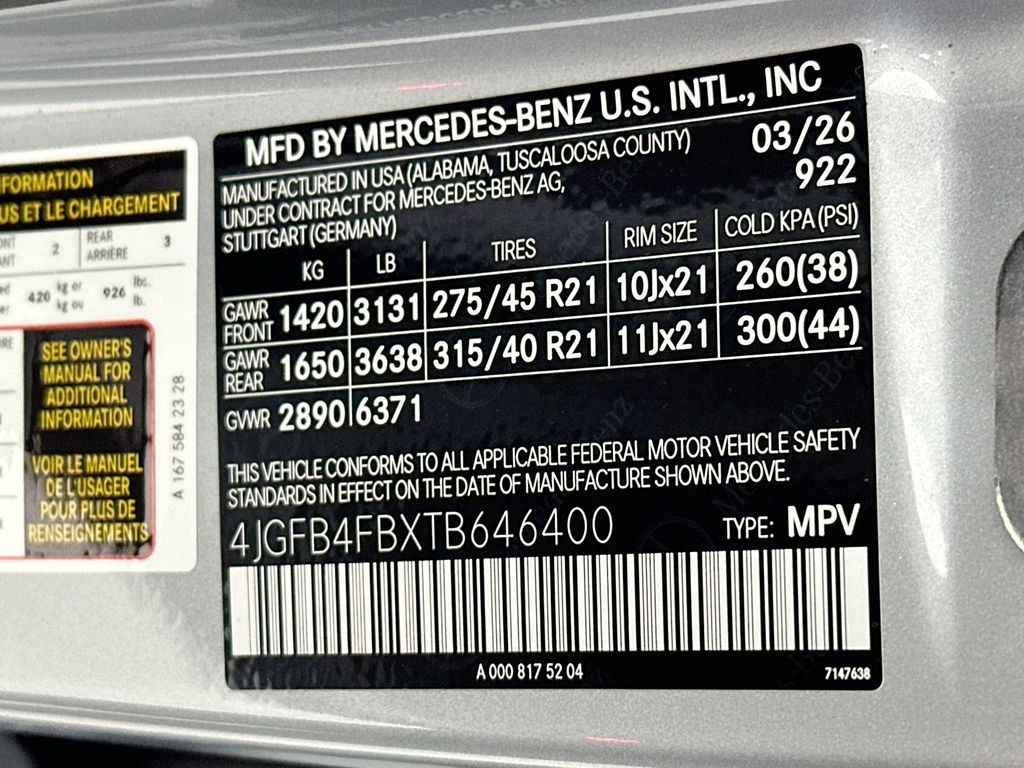 MFD BY MERCEDES-BENZ U.S. INTL., INC
MANUFACTURED IN USA (ALABAMA, TUSCALOOSA COUNTY)
UNDER CONTRACT FOR MERCEDES-BENZ AG,
STUTTGART (GERMANY)
03/26
922
KG LB TIRES RIM SIZE COLD KPA (PSI)
GAWR FRONT 1420 3131 275/45 R21 10Jx21 260(38)
GAWR REAR 1650 3638 315/40 R21 11Jx21 300(44)
GVWR 2890 6371
THIS VEHICLE CONFORMS TO ALL APPLICABLE FEDERAL MOTOR VEHICLE SAFETY
STANDARDS IN EFFECT ON THE DATE OF MANUFACTURE SHOWN ABOVE.
4JGFB4FBXTB646400 TYPE: MPV
A 000 817 52 04 7147638
US ET LE CHARGEMENT
2 REAR ARRIÈRE 3
420 kg or kg ou 926 lbs. lb.
SEE OWNER'S
MANUAL FOR
ADDITIONAL
INFORMATION
VOIR LE MANUEL
DE L'USAGER
POUR PLUS DE
RENSEIGNEMENTS
A 167 584 23 28